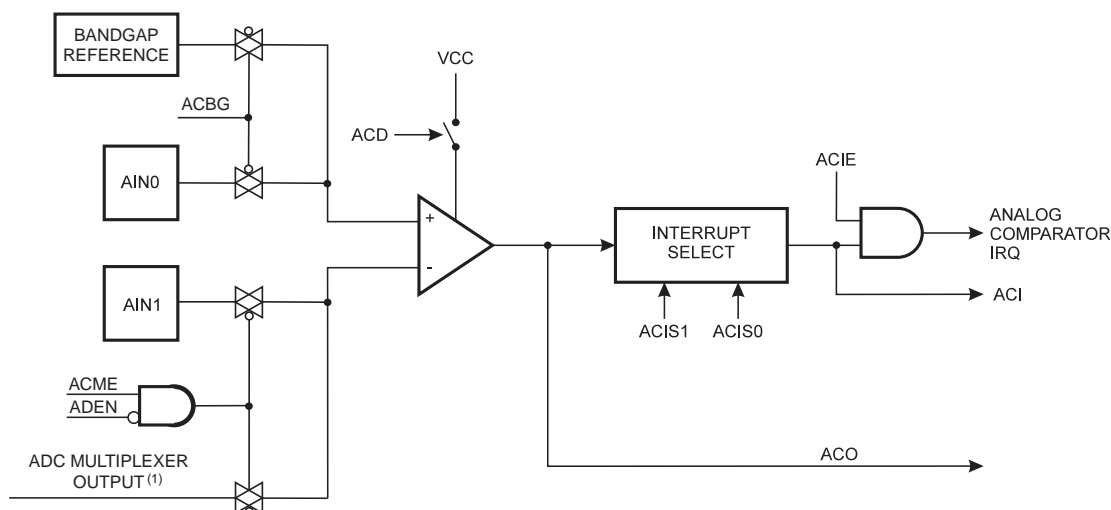 BANDGAP
REFERENCE
VCC
ACBG
ACD
AIN0
ACIE
+
INTERRUPT
SELECT
ANALOG
COMPARATOR
IRQ
-
AIN1
ACI
ACIS1 ACIS0
ACME
ADEN
ADC MULTIPLEXER
OUTPUT (1)
ACO